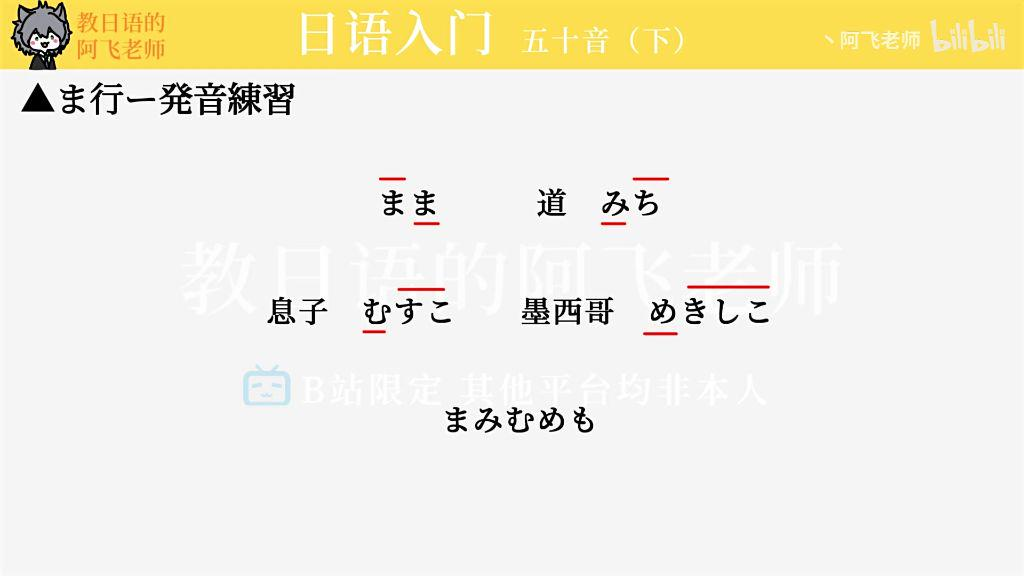 教日语的
阿飞老师
日语入门 五十音（下）
丶阿飞老师 bilibili
▲ま行ー発音練習
まま 道 みち
教日语的阿飞老师
息子 むすこ 墨西哥 めきしこ
B站限定 其他平台均非本人
まみむめも